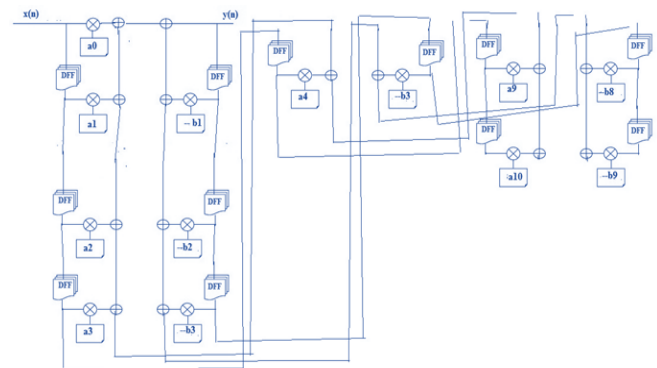 x(n) y(n)
a0
DFF DFF DFF DFF DFF DFF
a4 --b3 a9 --b8
a1 -- b1
DFF DFF
a10 --b9
DFF DFF
a2 --b2
DFF DFF
a3 --b3